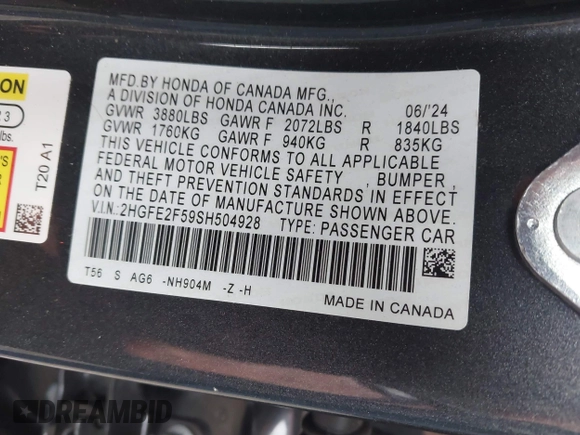 MFD.BY HONDA OF CANADA MFG.,
A DIVISION OF HONDA CANADA INC. 06/'24
GVWR 3880LBS GAWR F 2072LBS R 1840LBS
GVWR 1760KG GAWR F 940KG R 835KG
THIS VEHICLE CONFORMS TO ALL APPLICABLE
FEDERAL MOTOR VEHICLE SAFETY , BUMPER ,
AND THEFT PREVENTION STANDARDS IN EFFECT
ON THE DATE OF MANUFACTURE SHOWN ABOVE.
V.I.N.: 2HGFE2F59SH504928 TYPE: PASSENGER CAR
T56 S AG6 -NH904M -Z -H
MADE IN CANADA
ION
3
lbs.
'S
T20 A1
DREAMBID